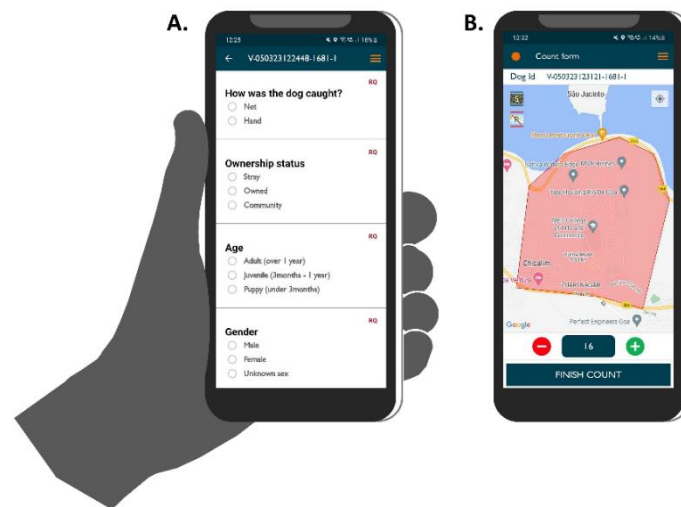 A.
12:25
16%
← V-050323122448-1681-1
RQ
How was the dog caught?
Net
Hand
RQ
Ownership status
Stray
Owned
Community
RQ
Age
Adult (over 1 year)
Juvenile (3months - 1 year)
Puppy (under 3months)
RQ
Gender
Male
Female
Unknown sex
B.
12:32
14%
Count form
Dog Id V-050323123121-1681-1
São Jacinto
Chicalim
Google
Perfect Engineers Goa
16
FINISH COUNT